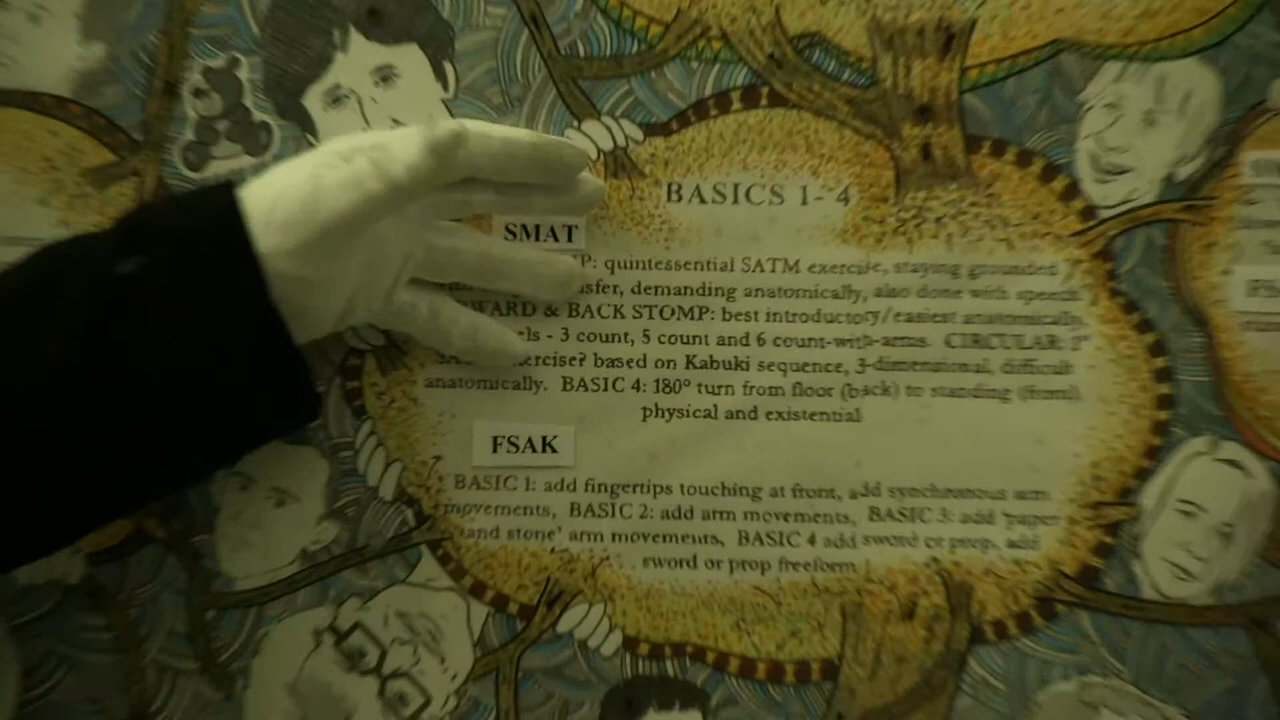 BASICS 1-4
SMAT
P: quintessential SATM exercise, staying grounded
sfer, demanding anatomically, also done with speech
WARD & BACK STOMP: best introductory/easiest anatomically,
ls - 3 count, 5 count and 6 count-with-arms. CIRCULAR: 1st
ercise? based on Kabuki sequence, 3-dimensional, difficult
anatomically. BASIC 4: 180° turn from floor (back) to standing (front)
physical and existential
FSAK
BASIC 1: add fingertips touching at front, add synchronous arm
movements, BASIC 2: add arm movements, BASIC 3: add 'paper
and stone' arm movements, BASIC 4 add sword or prop, add
sword or prop freeform